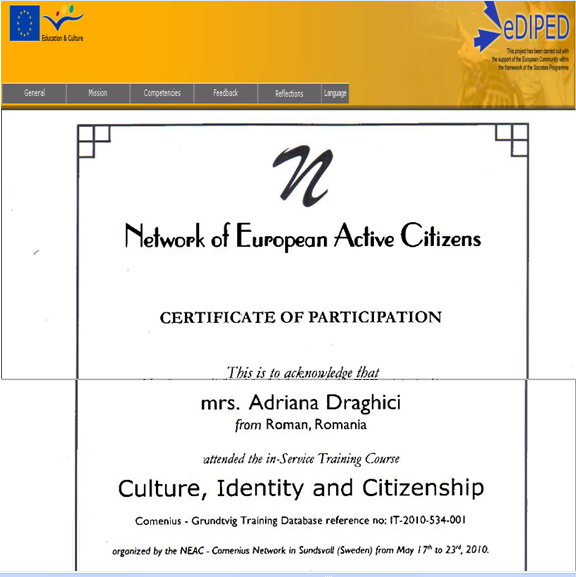 Education & Culture
eDIPED
This project has been carried out with
the support of the European Community within
the framework of the Socrates Programme
General Mission Competencies Feedback Reflections Language
N
Network of European Active Citizens
CERTIFICATE OF PARTICIPATION
This is to acknowledge that
mrs. Adriana Draghici
from Roman, Romania
attended the in-Service Training Course
Culture, Identity and Citizenship
Comenius - Grundtvig Training Database reference no: IT-2010-534-001
organized by the NEAC - Comenius Network in Sundsvall (Sweden) from May 17th to 23rd, 2010.